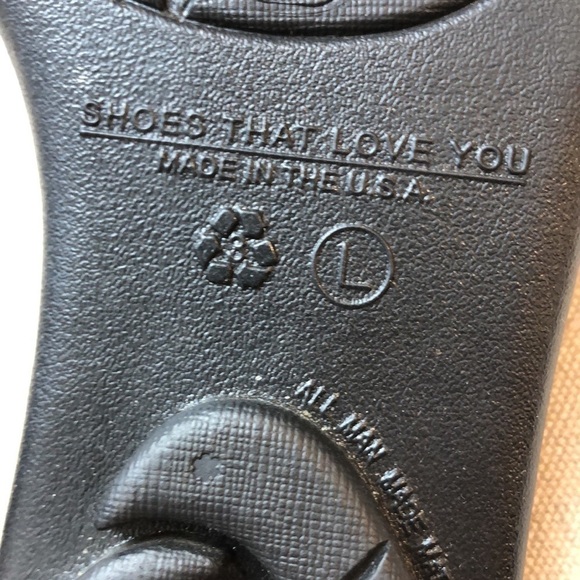 SHOES THAT LOVE YOU
MADE IN THE U.S.A.
L
ALL MAN MADE